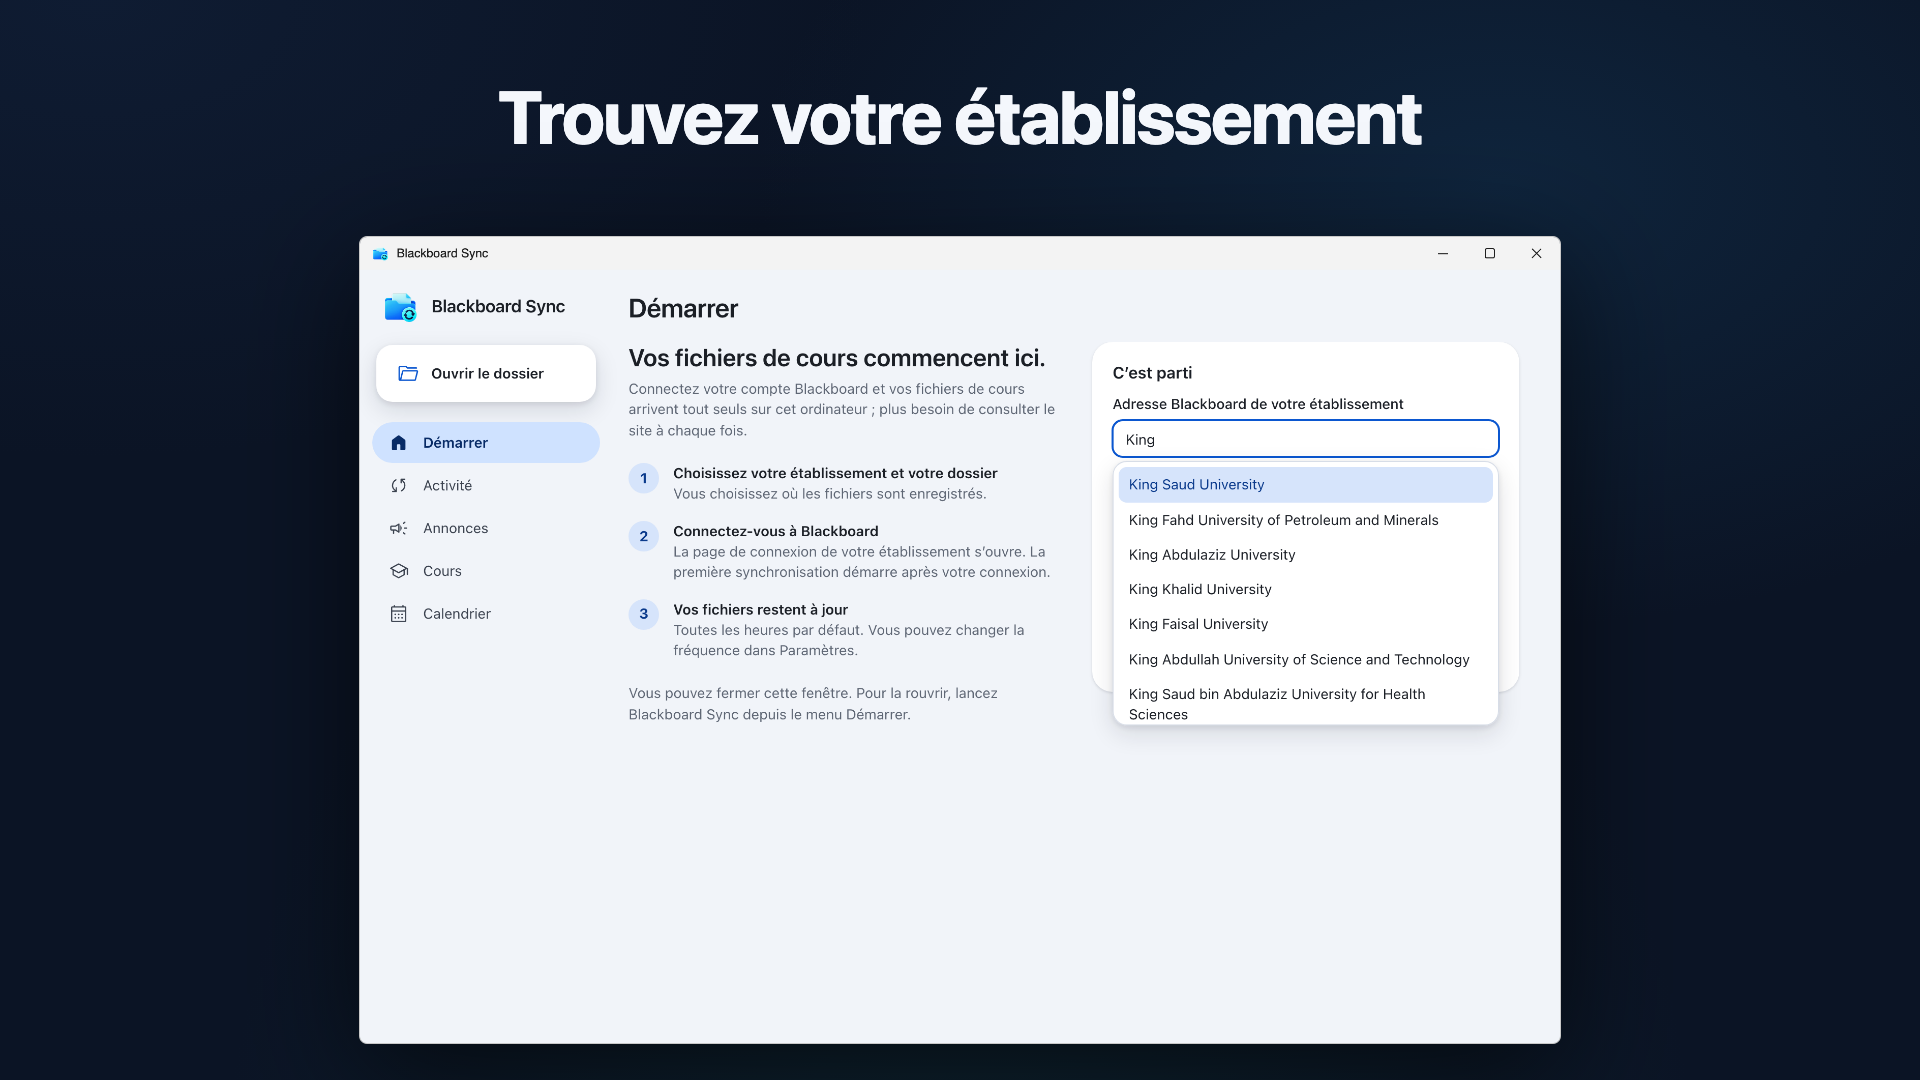 Trouvez votre établissement
Blackboard Sync
Blackboard Sync
Ouvrir le dossier
Démarrer
Activité
Annonces
Cours
Calendrier
Démarrer
Vos fichiers de cours commencent ici.
Connectez votre compte Blackboard et vos fichiers de cours
arrivent tout seuls sur cet ordinateur ; plus besoin de consulter le
site à chaque fois.
1
Choisissez votre établissement et votre dossier
Vous choisissez où les fichiers sont enregistrés.
2
Connectez-vous à Blackboard
La page de connexion de votre établissement s’ouvre. La
première synchronisation démarre après votre connexion.
3
Vos fichiers restent à jour
Toutes les heures par défaut. Vous pouvez changer la
fréquence dans Paramètres.
Vous pouvez fermer cette fenêtre. Pour la rouvrir, lancez
Blackboard Sync depuis le menu Démarrer.
C’est parti
Adresse Blackboard de votre établissement
King
King Saud University
King Fahd University of Petroleum and Minerals
King Abdulaziz University
King Khalid University
King Faisal University
King Abdullah University of Science and Technology
King Saud bin Abdulaziz University for Health
Sciences